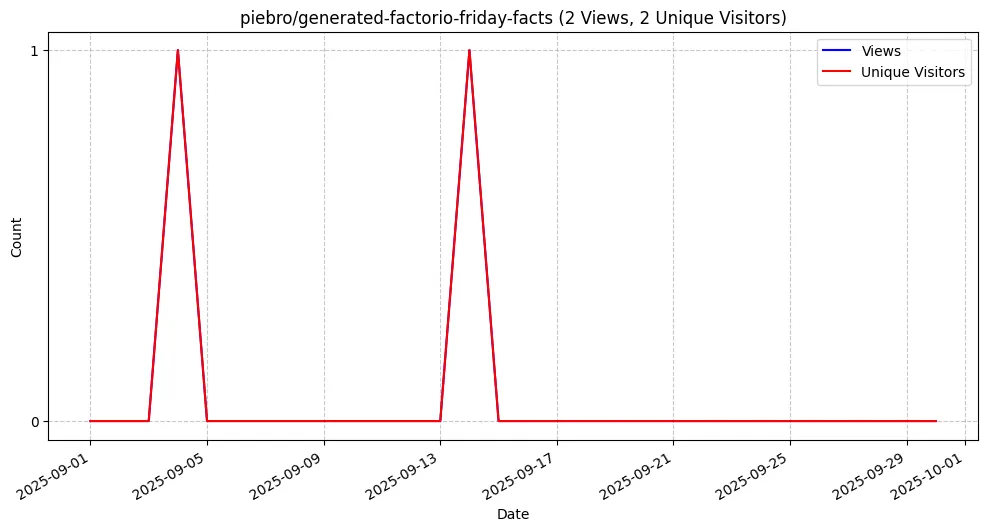 piebro/generated-factorio-friday-facts (2 Views, 2 Unique Visitors)
Views
Unique Visitors
1
0
Count
2025-09-01
2025-09-05
2025-09-09
2025-09-13
2025-09-17
2025-09-21
2025-09-25
2025-09-29
2025-10-01
Date